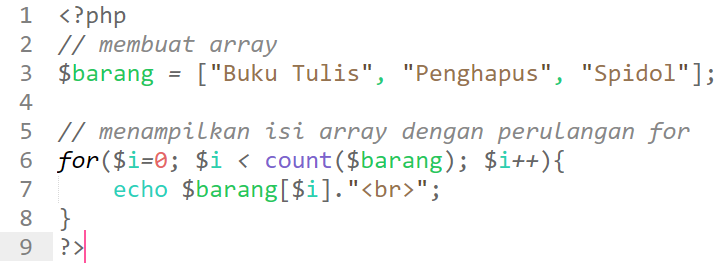 1 <?php
2 // membuat array
3 $barang = ["Buku Tulis", "Penghapus", "Spidol"];
4
5 // menampilkan isi array dengan perulangan for
6 for($i=0; $i < count($barang); $i++){
7     echo $barang[$i]."<br>";
8 }
9 ?>